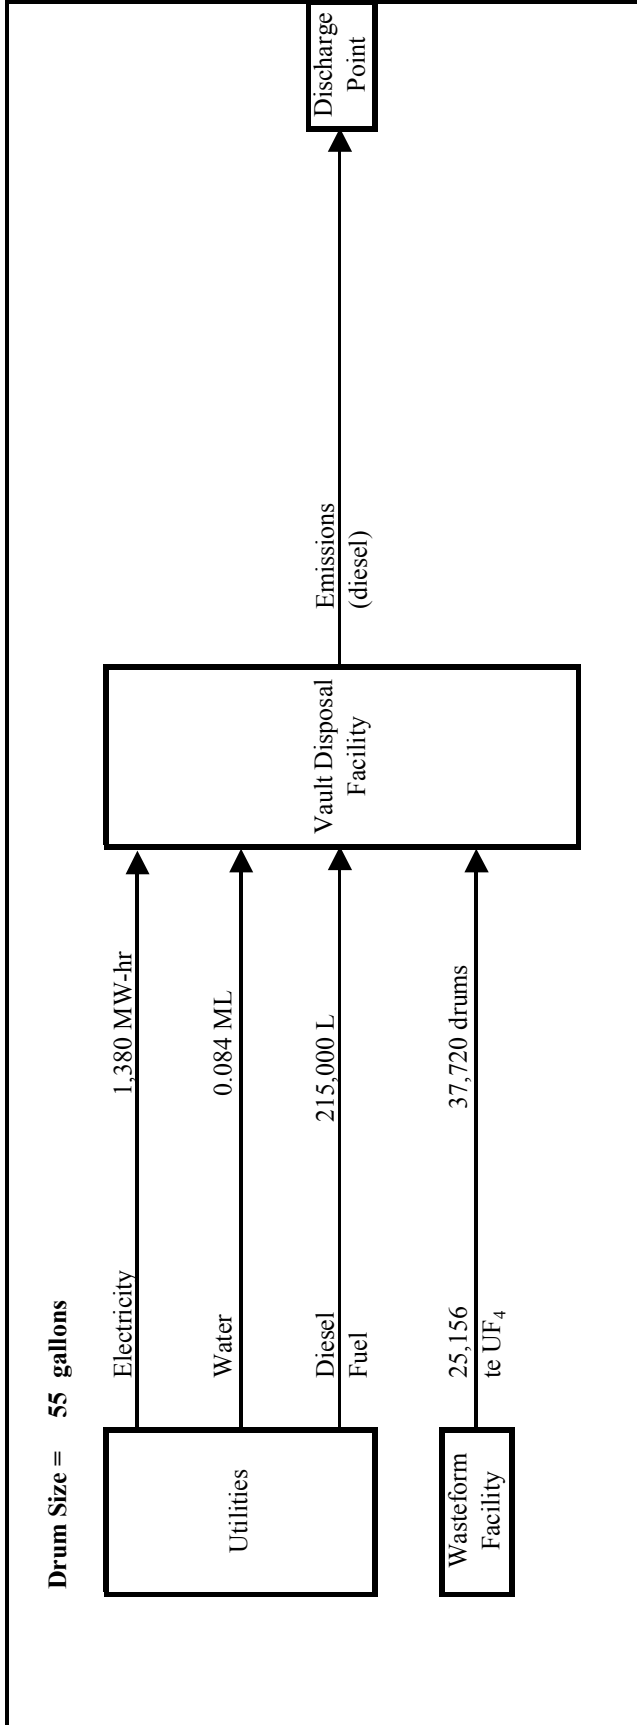 Drum Size = 55 gallons
Utilities
Electricity
1,380 MW-hr
Water
0.084 ML
Diesel
Fuel
215,000 L
Wasteform
Facility
25,156
te UF₄
37,720 drums
Vault Disposal
Facility
Emissions
(diesel)
Discharge
Point